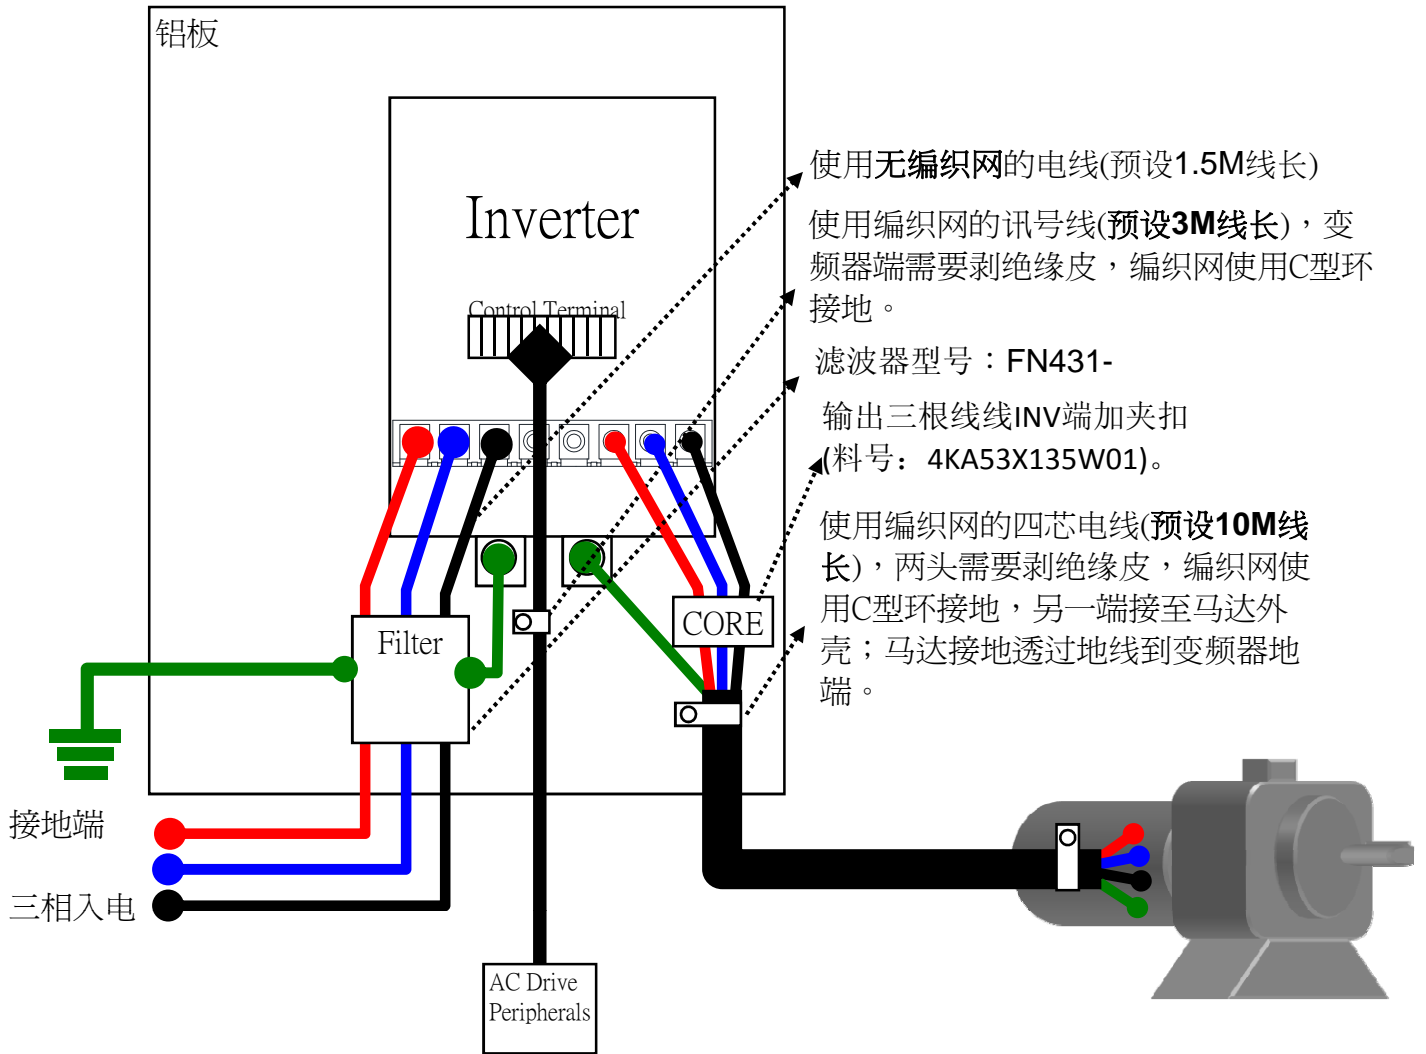 铝板
Inverter
Control Terminal
使用无编织网的电线(预设1.5M线长)
使用编织网的讯号线(预设3M线长)，变
频器端需要剥绝缘皮，编织网使用C型环
接地。
滤波器型号：FN431-
输出三根线线INV端加夹扣
(料号：4KA53X135W01)。
使用编织网的四芯电线(预设10M线
长)，两头需要剥绝缘皮，编织网使
用C型环接地，另一端接至马达外
壳；马达接地透过地线到变频器地
端。
Filter
CORE
接地端
三相入电
AC Drive
Peripherals